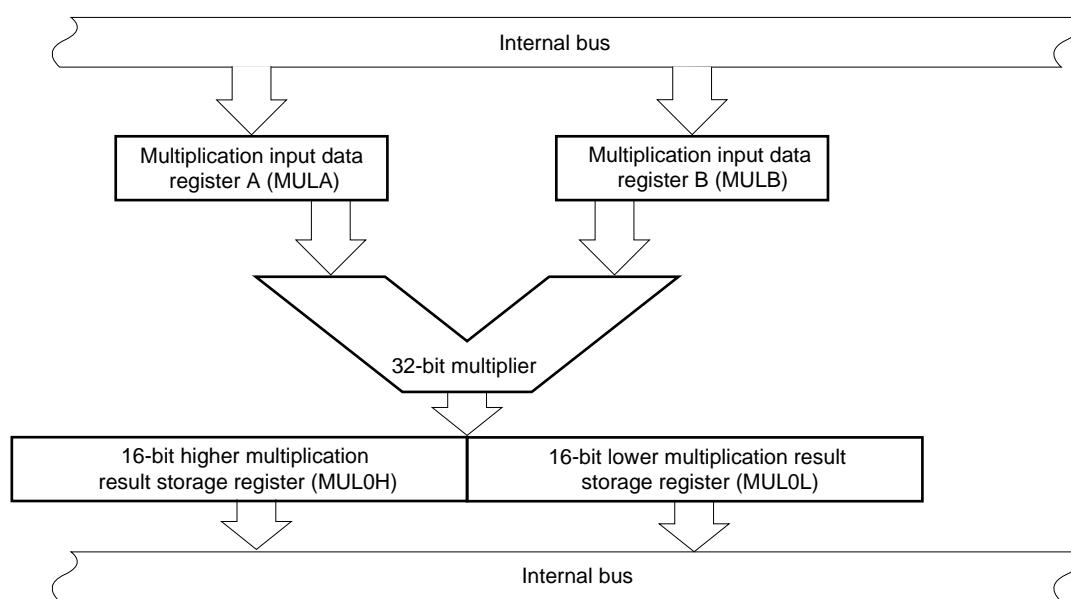 Internal bus
Multiplication input data
register A (MULA)
Multiplication input data
register B (MULB)
32-bit multiplier
16-bit higher multiplication
result storage register (MUL0H)
16-bit lower multiplication result
storage register (MUL0L)
Internal bus